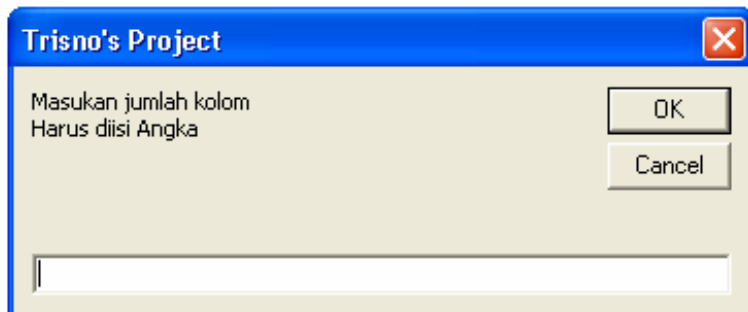 Trisno's Project
Masukan jumlah kolom
Harus diisi Angka
OK
Cancel